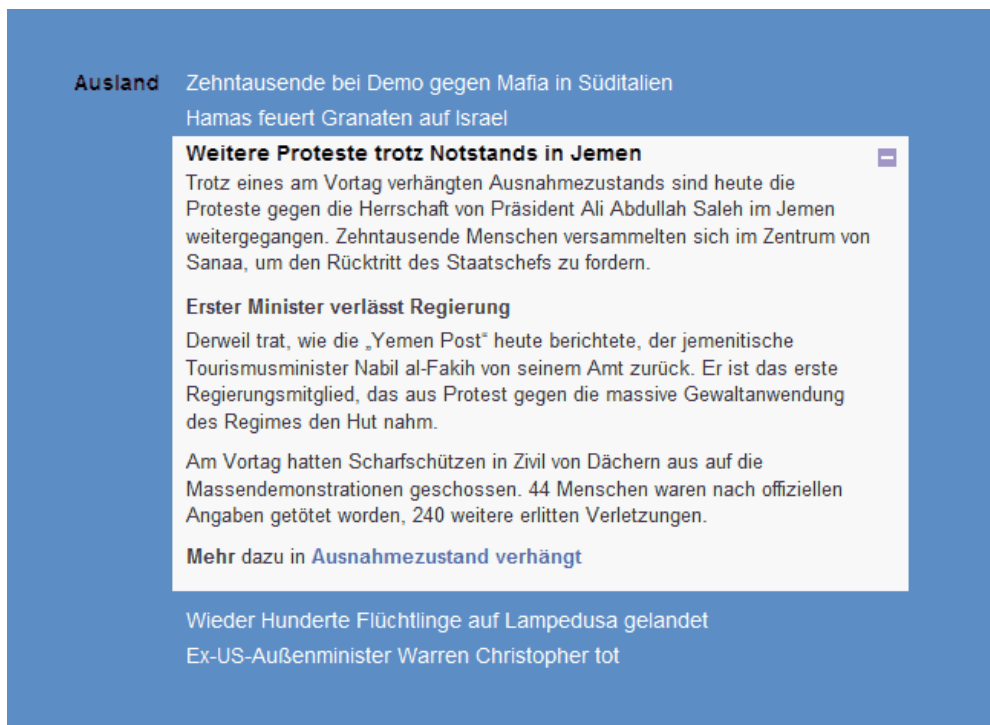 Ausland Zehntausende bei Demo gegen Mafia in Süditalien
Hamas feuert Granaten auf Israel
Weitere Proteste trotz Notstands in Jemen
Trotz eines am Vortag verhängten Ausnahmezustands sind heute die
Proteste gegen die Herrschaft von Präsident Ali Abdullah Saleh im Jemen
weitergegangen. Zehntausende Menschen versammelten sich im Zentrum von
Sanaa, um den Rücktritt des Staatschefs zu fordern.
Erster Minister verlässt Regierung
Derweil trat, wie die „Yemen Post“ heute berichtete, der jemenitische
Tourismusminister Nabil al-Fakih von seinem Amt zurück. Er ist das erste
Regierungsmitglied, das aus Protest gegen die massive Gewaltanwendung
des Regimes den Hut nahm.
Am Vortag hatten Scharfschützen in Zivil von Dächern aus auf die
Massendemonstrationen geschossen. 44 Menschen waren nach offiziellen
Angaben getötet worden, 240 weitere erlitten Verletzungen.
Mehr dazu in Ausnahmezustand verhängt
Wieder Hunderte Flüchtlinge auf Lampedusa gelandet
Ex-US-Außenminister Warren Christopher tot